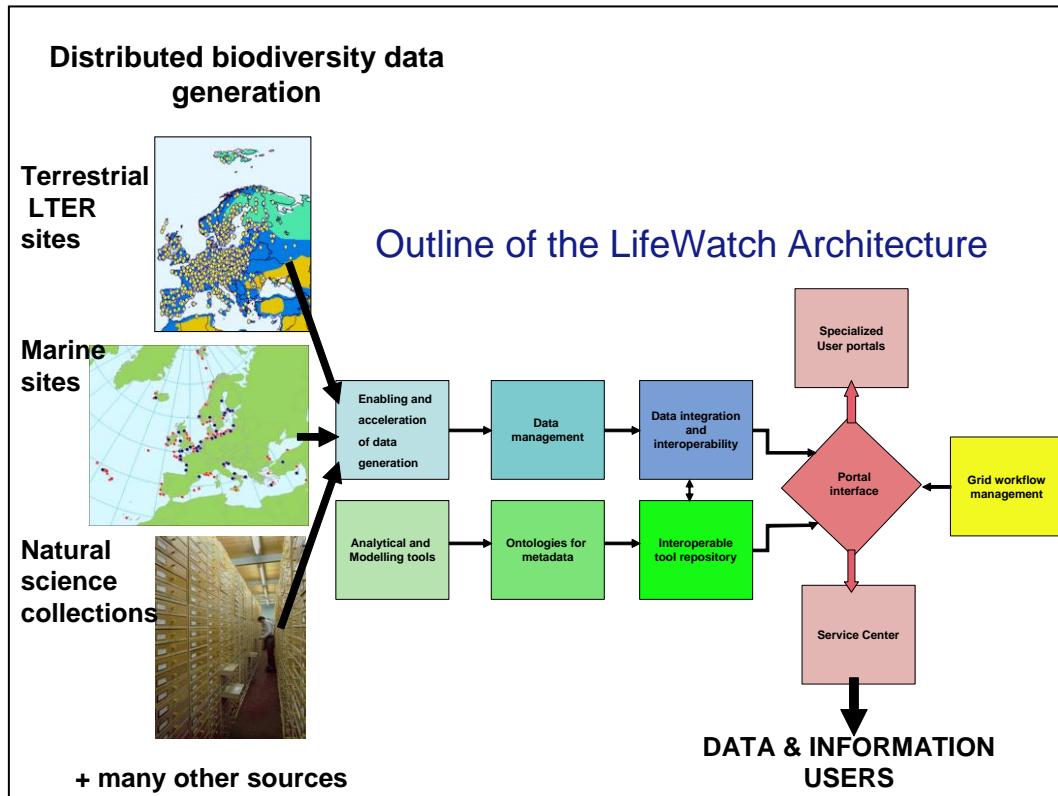 Distributed biodiversity data
generation
Terrestrial
LTER
sites
Outline of the LifeWatch Architecture
Marine
sites
Natural
science
collections
+ many other sources
Enabling and
acceleration
of data
generation
Data
management
Data integration
and
interoperability
Analytical and
Modelling tools
Ontologies for
metadata
Interoperable
tool repository
Specialized
User portals
Portal
interface
Grid workflow
management
Service Center
DATA & INFORMATION
USERS